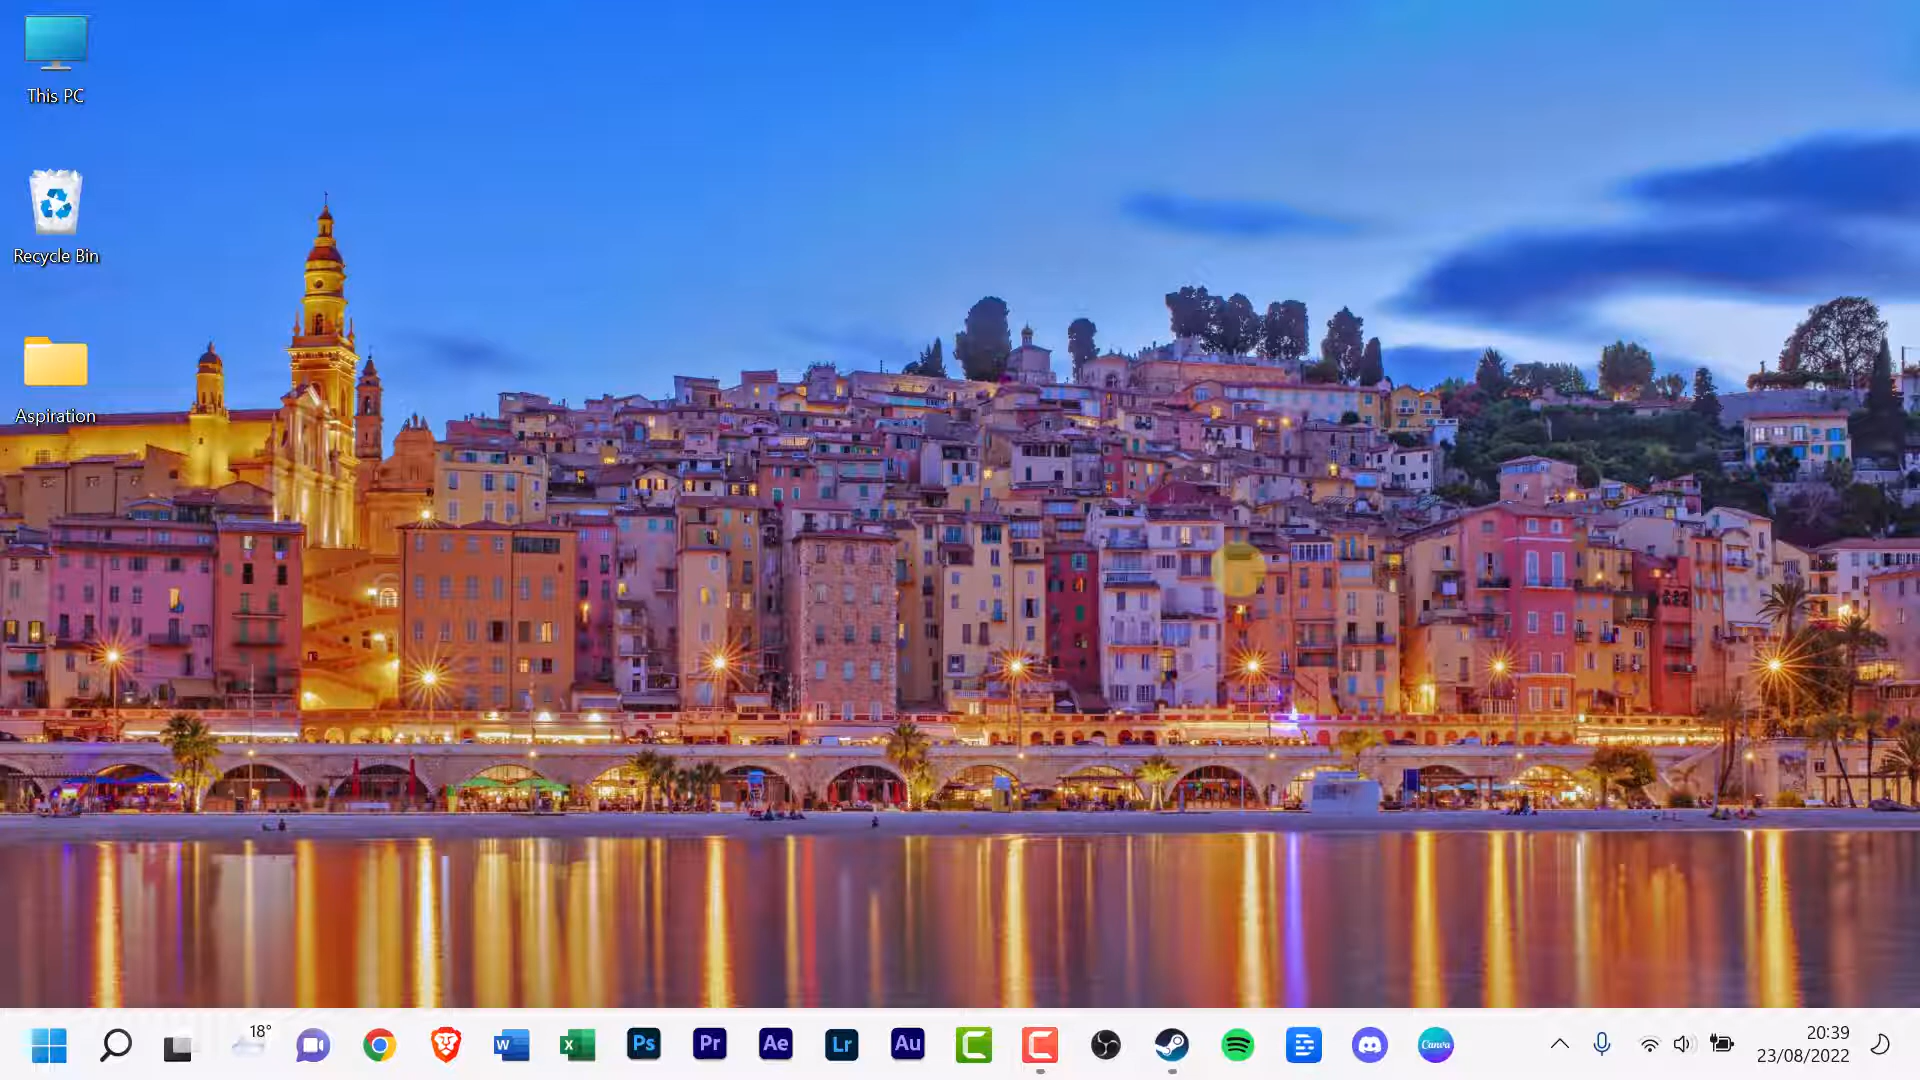 This PC
Recycle Bin
Aspiration
18°
W
X
Ps
Pr
Ae
Lr
Au
Canva
20:39
23/08/2022